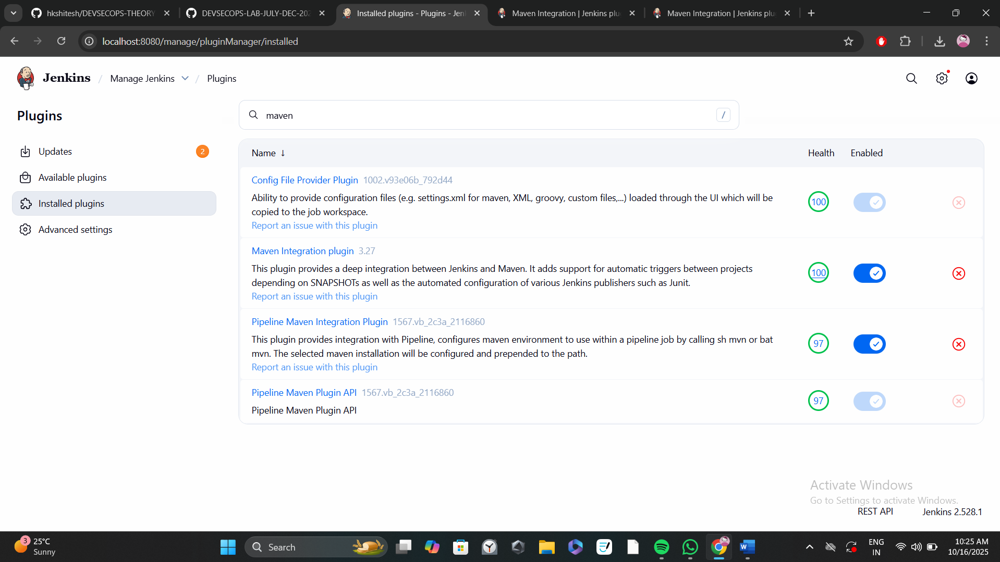 hkshitesh/DEVSECOPS-THEORY
DEVSECOPS-LAB-JULY-DEC-202
Installed plugins - Plugins - Jen
Maven Integration | Jenkins plu
Maven Integration | Jenkins plu
localhost:8080/manage/pluginManager/installed
Jenkins / Manage Jenkins / Plugins
Plugins
maven
/
Updates 2
Available plugins
Installed plugins
Advanced settings
Name ↓ Health Enabled
Config File Provider Plugin 1002.v93e06b_792d44
Ability to provide configuration files (e.g. settings.xml for maven, XML, groovy, custom files,...) loaded through the UI which will be
copied to the job workspace.
Report an issue with this plugin
100
Maven Integration plugin 3.27
This plugin provides a deep integration between Jenkins and Maven. It adds support for automatic triggers between projects
depending on SNAPSHOTs as well as the automated configuration of various Jenkins publishers such as Junit.
Report an issue with this plugin
100
Pipeline Maven Integration Plugin 1567.vb_2c3a_2116860
This plugin provides integration with Pipeline, configures maven environment to use within a pipeline job by calling sh mvn or bat
mvn. The selected maven installation will be configured and prepended to the path.
Report an issue with this plugin
97
Pipeline Maven Plugin API 1567.vb_2c3a_2116860
Pipeline Maven Plugin API
97
Activate Windows
Go to Settings to activate Windows.
REST API Jenkins 2.528.1
3
25°C
Sunny
Search
W
ENG
IN
10:25 AM
10/16/2025